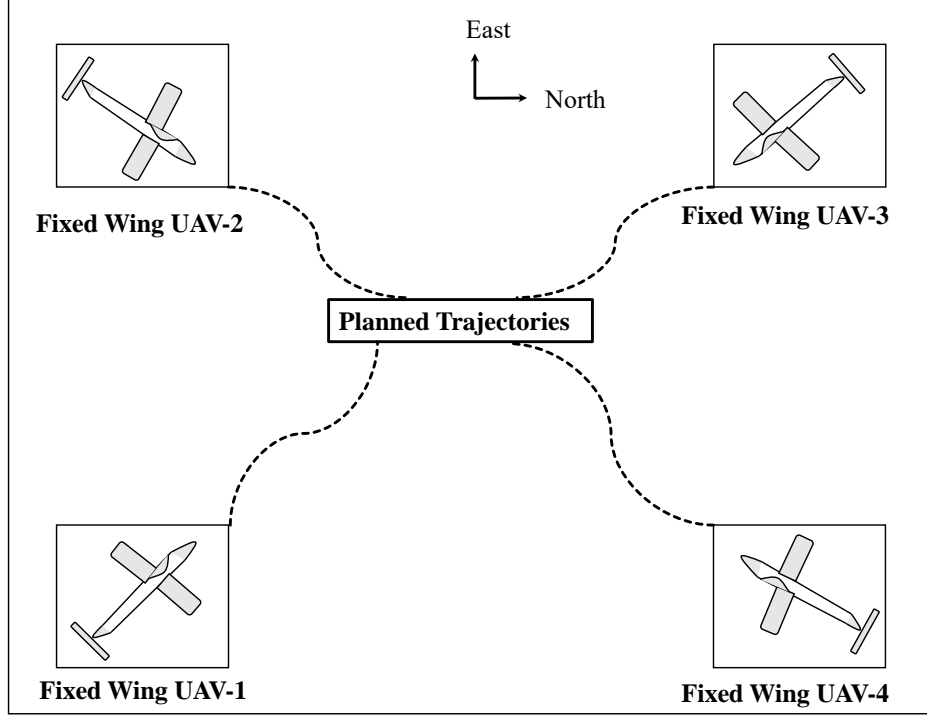 East
North
Fixed Wing UAV-2
Fixed Wing UAV-3
Planned Trajectories
Fixed Wing UAV-1
Fixed Wing UAV-4